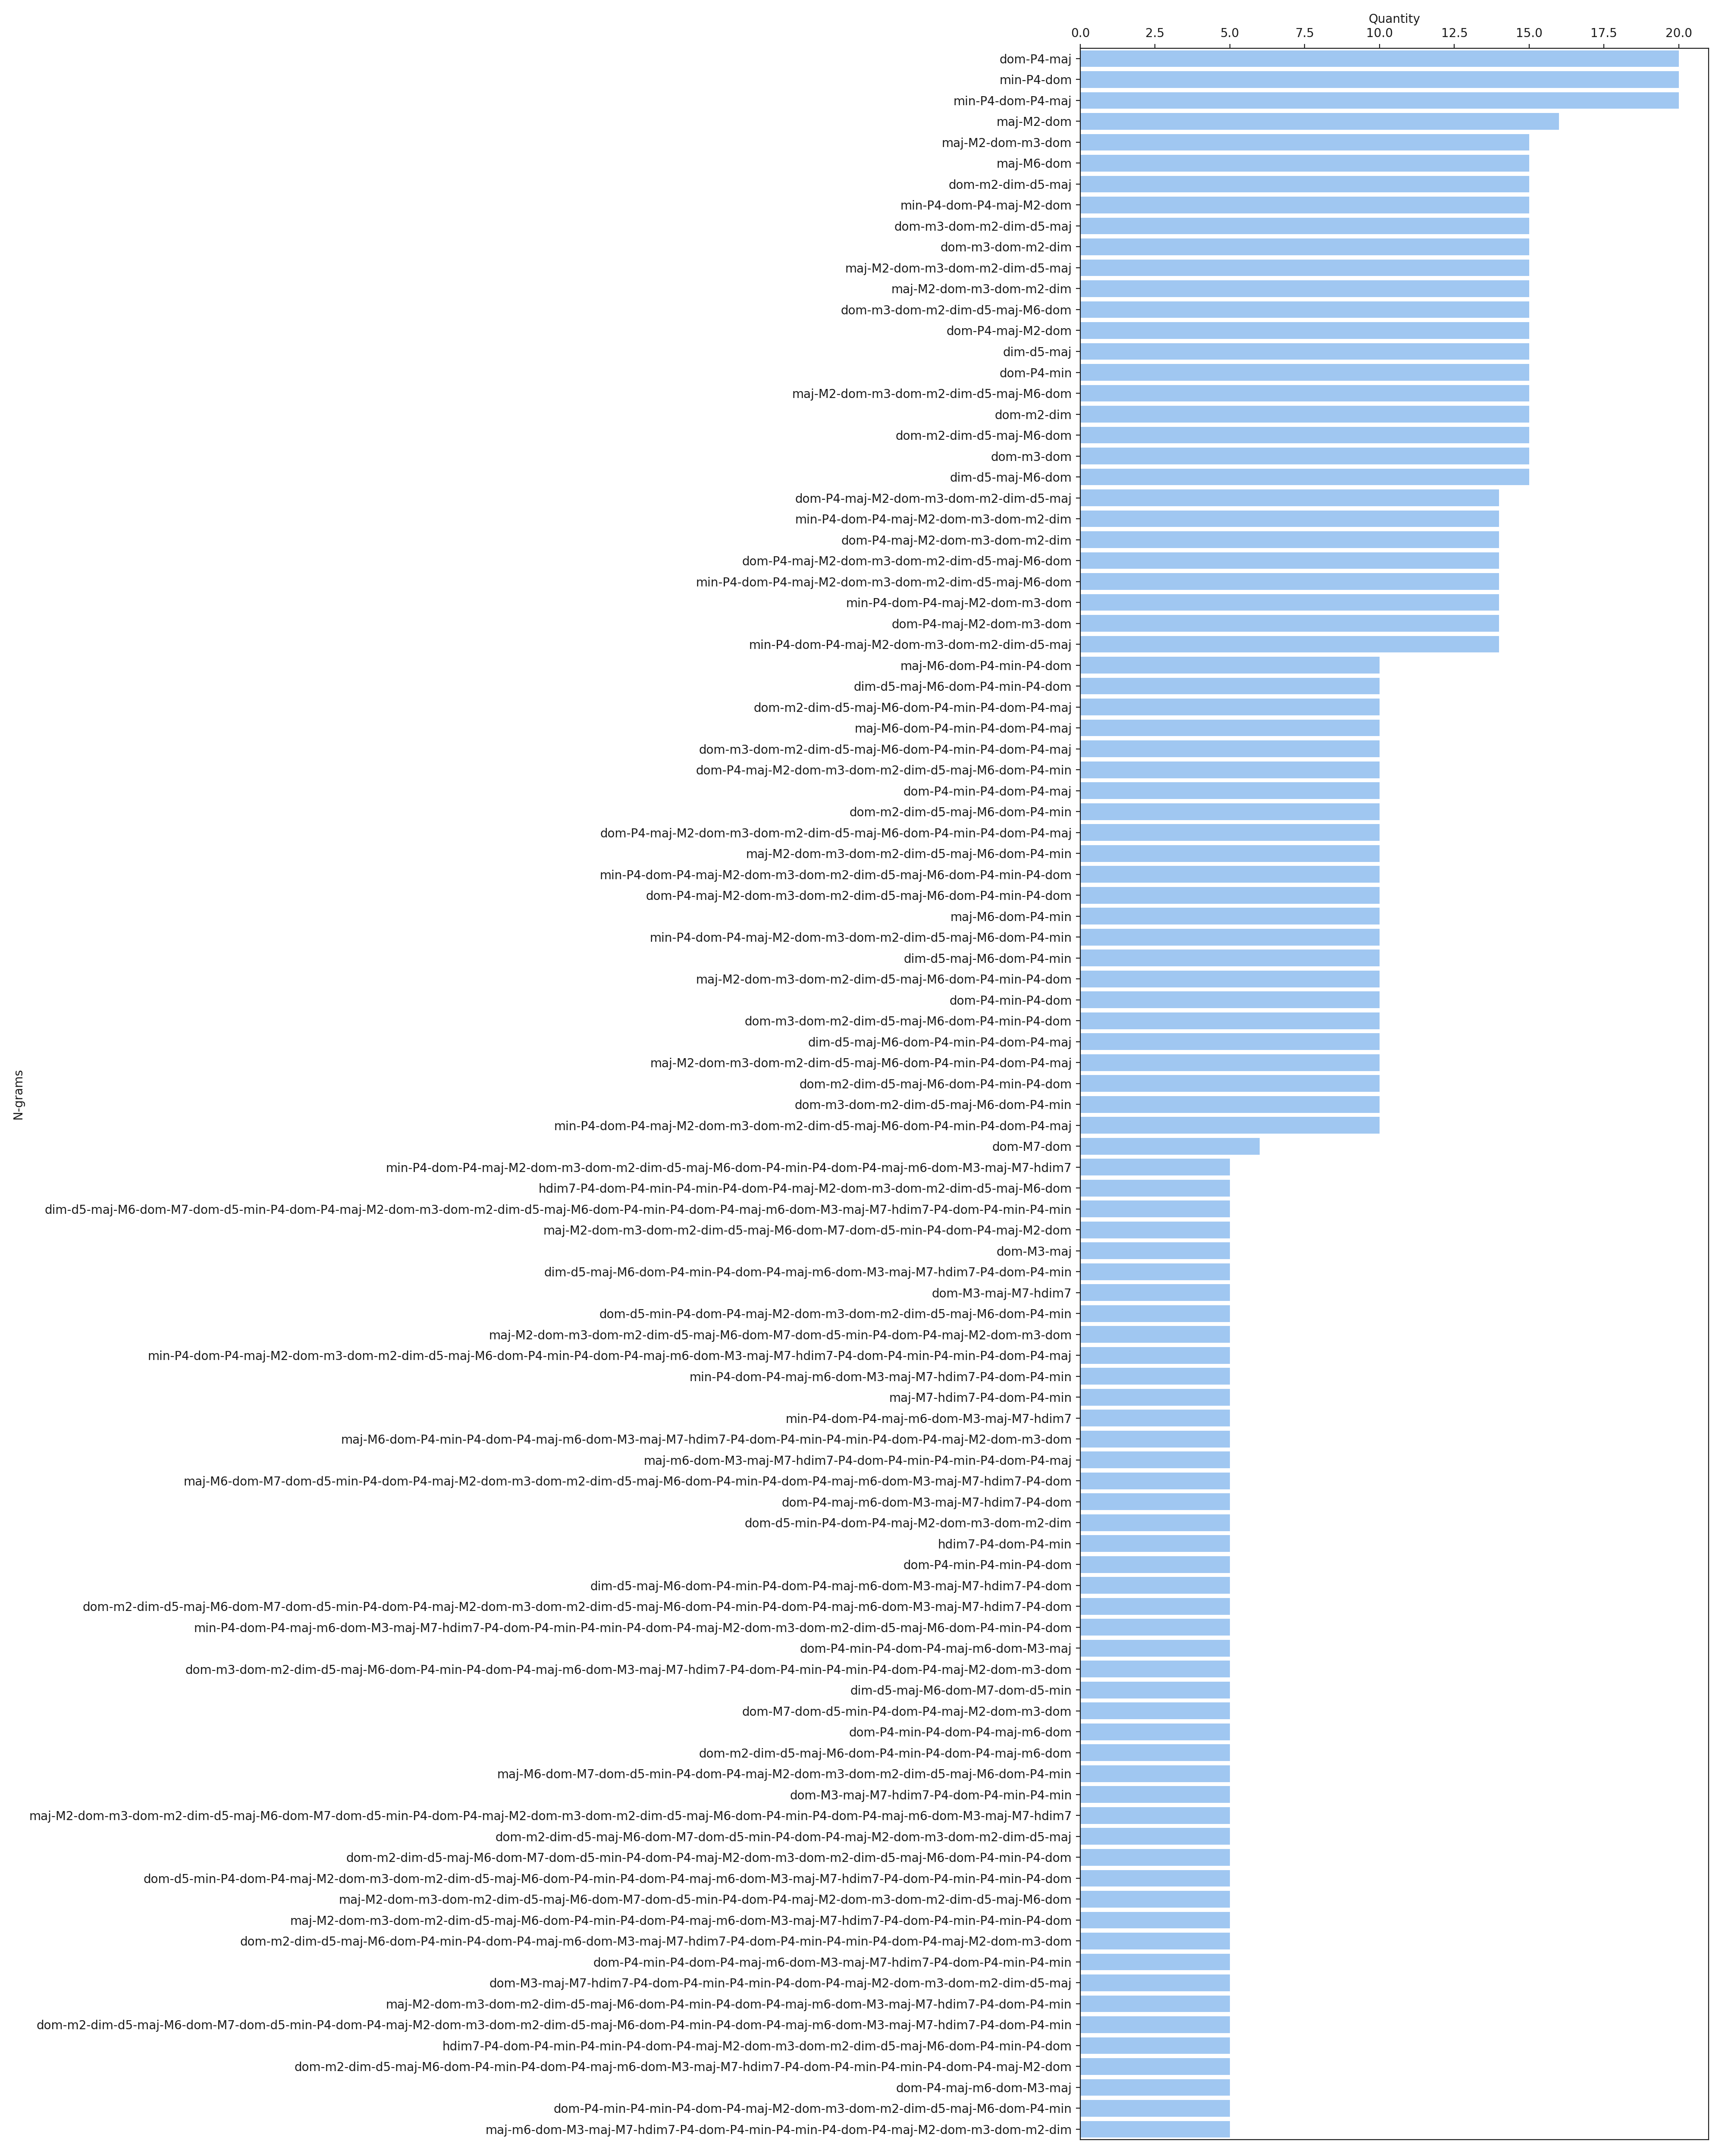 Quantity
0.0 2.5 5.0 7.5 10.0 12.5 15.0 17.5 20.0
dom-P4-maj
min-P4-dom
min-P4-dom-P4-maj
maj-M2-dom
maj-M2-dom-m3-dom
maj-M6-dom
dom-m2-dim-d5-maj
min-P4-dom-P4-maj-M2-dom
dom-m3-dom-m2-dim-d5-maj
dom-m3-dom-m2-dim
maj-M2-dom-m3-dom-m2-dim-d5-maj
maj-M2-dom-m3-dom-m2-dim
dom-m3-dom-m2-dim-d5-maj-M6-dom
dom-P4-maj-M2-dom
dim-d5-maj
dom-P4-min
maj-M2-dom-m3-dom-m2-dim-d5-maj-M6-dom
dom-m2-dim
dom-m2-dim-d5-maj-M6-dom
dom-m3-dom
dim-d5-maj-M6-dom
dom-P4-maj-M2-dom-m3-dom-m2-dim-d5-maj
min-P4-dom-P4-maj-M2-dom-m3-dom-m2-dim
dom-P4-maj-M2-dom-m3-dom-m2-dim
dom-P4-maj-M2-dom-m3-dom-m2-dim-d5-maj-M6-dom
min-P4-dom-P4-maj-M2-dom-m3-dom-m2-dim-d5-maj-M6-dom
min-P4-dom-P4-maj-M2-dom-m3-dom
dom-P4-maj-M2-dom-m3-dom
min-P4-dom-P4-maj-M2-dom-m3-dom-m2-dim-d5-maj
maj-M6-dom-P4-min-P4-dom
dim-d5-maj-M6-dom-P4-min-P4-dom
dom-m2-dim-d5-maj-M6-dom-P4-min-P4-dom-P4-maj
maj-M6-dom-P4-min-P4-dom-P4-maj
dom-m3-dom-m2-dim-d5-maj-M6-dom-P4-min-P4-dom-P4-maj
dom-P4-maj-M2-dom-m3-dom-m2-dim-d5-maj-M6-dom-P4-min
dom-P4-min-P4-dom-P4-maj
dom-m2-dim-d5-maj-M6-dom-P4-min
dom-P4-maj-M2-dom-m3-dom-m2-dim-d5-maj-M6-dom-P4-min-P4-dom-P4-maj
maj-M2-dom-m3-dom-m2-dim-d5-maj-M6-dom-P4-min
min-P4-dom-P4-maj-M2-dom-m3-dom-m2-dim-d5-maj-M6-dom-P4-min-P4-dom
dom-P4-maj-M2-dom-m3-dom-m2-dim-d5-maj-M6-dom-P4-min-P4-dom
maj-M6-dom-P4-min
min-P4-dom-P4-maj-M2-dom-m3-dom-m2-dim-d5-maj-M6-dom-P4-min
dim-d5-maj-M6-dom-P4-min
maj-M2-dom-m3-dom-m2-dim-d5-maj-M6-dom-P4-min-P4-dom
dom-P4-min-P4-dom
dom-m3-dom-m2-dim-d5-maj-M6-dom-P4-min-P4-dom
dim-d5-maj-M6-dom-P4-min-P4-dom-P4-maj
maj-M2-dom-m3-dom-m2-dim-d5-maj-M6-dom-P4-min-P4-dom-P4-maj
dom-m2-dim-d5-maj-M6-dom-P4-min-P4-dom
dom-m3-dom-m2-dim-d5-maj-M6-dom-P4-min
min-P4-dom-P4-maj-M2-dom-m3-dom-m2-dim-d5-maj-M6-dom-P4-min-P4-dom-P4-maj
dom-M7-dom
min-P4-dom-P4-maj-M2-dom-m3-dom-m2-dim-d5-maj-M6-dom-P4-min-P4-dom-P4-maj-m6-dom-M3-maj-M7-hdim7
hdim7-P4-dom-P4-min-P4-min-P4-dom-P4-maj-M2-dom-m3-dom-m2-dim-d5-maj-M6-dom
dim-d5-maj-M6-dom-M7-dom-d5-min-P4-dom-P4-maj-M2-dom-m3-dom-m2-dim-d5-maj-M6-dom-P4-min-P4-dom-P4-maj-m6-dom-M3-maj-M7-hdim7-P4-dom-P4-min-P4-min
maj-M2-dom-m3-dom-m2-dim-d5-maj-M6-dom-M7-dom-d5-min-P4-dom-P4-maj-M2-dom
dom-M3-maj
dim-d5-maj-M6-dom-P4-min-P4-dom-P4-maj-m6-dom-M3-maj-M7-hdim7-P4-dom-P4-min
dom-M3-maj-M7-hdim7
dom-d5-min-P4-dom-P4-maj-M2-dom-m3-dom-m2-dim-d5-maj-M6-dom-P4-min
maj-M2-dom-m3-dom-m2-dim-d5-maj-M6-dom-M7-dom-d5-min-P4-dom-P4-maj-M2-dom-m3-dom
min-P4-dom-P4-maj-M2-dom-m3-dom-m2-dim-d5-maj-M6-dom-P4-min-P4-dom-P4-maj-m6-dom-M3-maj-M7-hdim7-P4-dom-P4-min-P4-min-P4-dom-P4-maj
min-P4-dom-P4-maj-m6-dom-M3-maj-M7-hdim7-P4-dom-P4-min
maj-M7-hdim7-P4-dom-P4-min
min-P4-dom-P4-maj-m6-dom-M3-maj-M7-hdim7
maj-M6-dom-P4-min-P4-dom-P4-maj-m6-dom-M3-maj-M7-hdim7-P4-dom-P4-min-P4-min-P4-dom-P4-maj-M2-dom-m3-dom
maj-m6-dom-M3-maj-M7-hdim7-P4-dom-P4-min-P4-min-P4-dom-P4-maj
maj-M6-dom-M7-dom-d5-min-P4-dom-P4-maj-M2-dom-m3-dom-m2-dim-d5-maj-M6-dom-P4-min-P4-dom-P4-maj-m6-dom-M3-maj-M7-hdim7-P4-dom
dom-P4-maj-m6-dom-M3-maj-M7-hdim7-P4-dom
dom-d5-min-P4-dom-P4-maj-M2-dom-m3-dom-m2-dim
hdim7-P4-dom-P4-min
dom-P4-min-P4-min-P4-dom
dim-d5-maj-M6-dom-P4-min-P4-dom-P4-maj-m6-dom-M3-maj-M7-hdim7-P4-dom
dom-m2-dim-d5-maj-M6-dom-M7-dom-d5-min-P4-dom-P4-maj-M2-dom-m3-dom-m2-dim-d5-maj-M6-dom-P4-min-P4-dom-P4-maj-m6-dom-M3-maj-M7-hdim7-P4-dom
min-P4-dom-P4-maj-m6-dom-M3-maj-M7-hdim7-P4-dom-P4-min-P4-min-P4-dom-P4-maj-M2-dom-m3-dom-m2-dim-d5-maj-M6-dom-P4-min-P4-dom
dom-P4-min-P4-dom-P4-maj-m6-dom-M3-maj
dom-m3-dom-m2-dim-d5-maj-M6-dom-P4-min-P4-dom-P4-maj-m6-dom-M3-maj-M7-hdim7-P4-dom-P4-min-P4-min-P4-dom-P4-maj-M2-dom-m3-dom
dim-d5-maj-M6-dom-M7-dom-d5-min
dom-M7-dom-d5-min-P4-dom-P4-maj-M2-dom-m3-dom
dom-P4-min-P4-dom-P4-maj-m6-dom
dom-m2-dim-d5-maj-M6-dom-P4-min-P4-dom-P4-maj-m6-dom
maj-M6-dom-M7-dom-d5-min-P4-dom-P4-maj-M2-dom-m3-dom-m2-dim-d5-maj-M6-dom-P4-min
dom-M3-maj-M7-hdim7-P4-dom-P4-min-P4-min
maj-M2-dom-m3-dom-m2-dim-d5-maj-M6-dom-M7-dom-d5-min-P4-dom-P4-maj-M2-dom-m3-dom-m2-dim-d5-maj-M6-dom-P4-min-P4-dom-P4-maj-m6-dom-M3-maj-M7-hdim7
dom-m2-dim-d5-maj-M6-dom-M7-dom-d5-min-P4-dom-P4-maj-M2-dom-m3-dom-m2-dim-d5-maj
dom-m2-dim-d5-maj-M6-dom-M7-dom-d5-min-P4-dom-P4-maj-M2-dom-m3-dom-m2-dim-d5-maj-M6-dom-P4-min-P4-dom
dom-d5-min-P4-dom-P4-maj-M2-dom-m3-dom-m2-dim-d5-maj-M6-dom-P4-min-P4-dom-P4-maj-m6-dom-M3-maj-M7-hdim7-P4-dom-P4-min-P4-min-P4-dom
maj-M2-dom-m3-dom-m2-dim-d5-maj-M6-dom-M7-dom-d5-min-P4-dom-P4-maj-M2-dom-m3-dom-m2-dim-d5-maj-M6-dom
maj-M2-dom-m3-dom-m2-dim-d5-maj-M6-dom-P4-min-P4-dom-P4-maj-m6-dom-M3-maj-M7-hdim7-P4-dom-P4-min-P4-min-P4-dom
dom-m2-dim-d5-maj-M6-dom-P4-min-P4-dom-P4-maj-m6-dom-M3-maj-M7-hdim7-P4-dom-P4-min-P4-min-P4-dom-P4-maj-M2-dom-m3-dom
dom-P4-min-P4-dom-P4-maj-m6-dom-M3-maj-M7-hdim7-P4-dom-P4-min-P4-min
dom-M3-maj-M7-hdim7-P4-dom-P4-min-P4-min-P4-dom-P4-maj-M2-dom-m3-dom-m2-dim-d5-maj
maj-M2-dom-m3-dom-m2-dim-d5-maj-M6-dom-P4-min-P4-dom-P4-maj-m6-dom-M3-maj-M7-hdim7-P4-dom-P4-min
dom-m2-dim-d5-maj-M6-dom-M7-dom-d5-min-P4-dom-P4-maj-M2-dom-m3-dom-m2-dim-d5-maj-M6-dom-P4-min-P4-dom-P4-maj-m6-dom-M3-maj-M7-hdim7-P4-dom-P4-min
hdim7-P4-dom-P4-min-P4-min-P4-dom-P4-maj-M2-dom-m3-dom-m2-dim-d5-maj-M6-dom-P4-min-P4-dom
dom-m2-dim-d5-maj-M6-dom-P4-min-P4-dom-P4-maj-m6-dom-M3-maj-M7-hdim7-P4-dom-P4-min-P4-min-P4-dom-P4-maj-M2-dom
dom-P4-maj-m6-dom-M3-maj
dom-P4-min-P4-min-P4-dom-P4-maj-M2-dom-m3-dom-m2-dim-d5-maj-M6-dom-P4-min
maj-m6-dom-M3-maj-M7-hdim7-P4-dom-P4-min-P4-min-P4-dom-P4-maj-M2-dom-m3-dom-m2-dim
N-grams